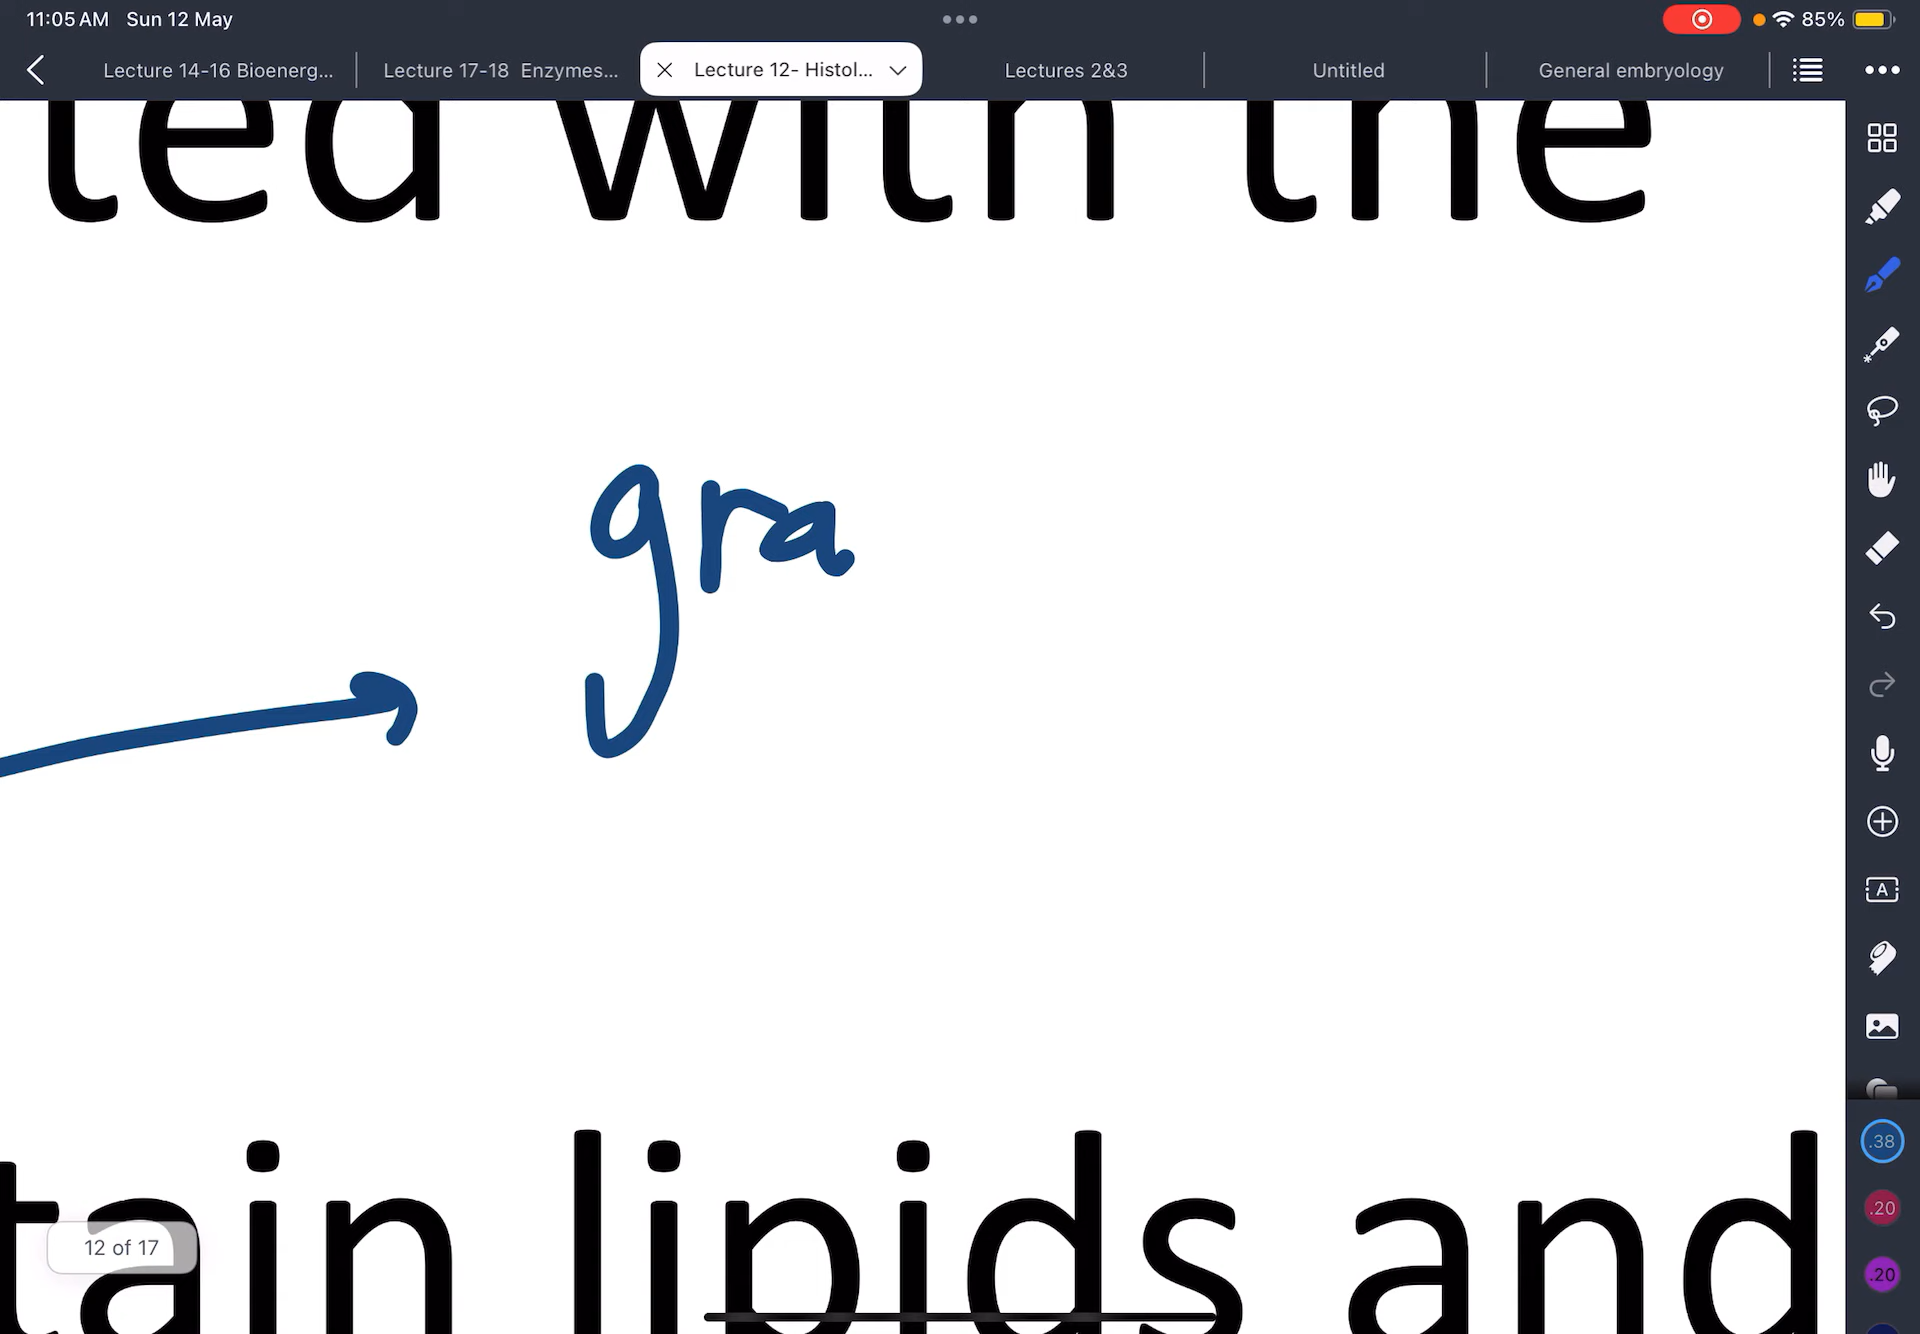 11:05 AM Sun 12 May
85%
Lecture 14-16 Bioenerg...
Lecture 17-18 Enzymes...
Lecture 12- Histol...
Lectures 2&3
Untitled
General embryology
ted with the
gra
A
.38
tain lipids and
.20
12 of 17
.20